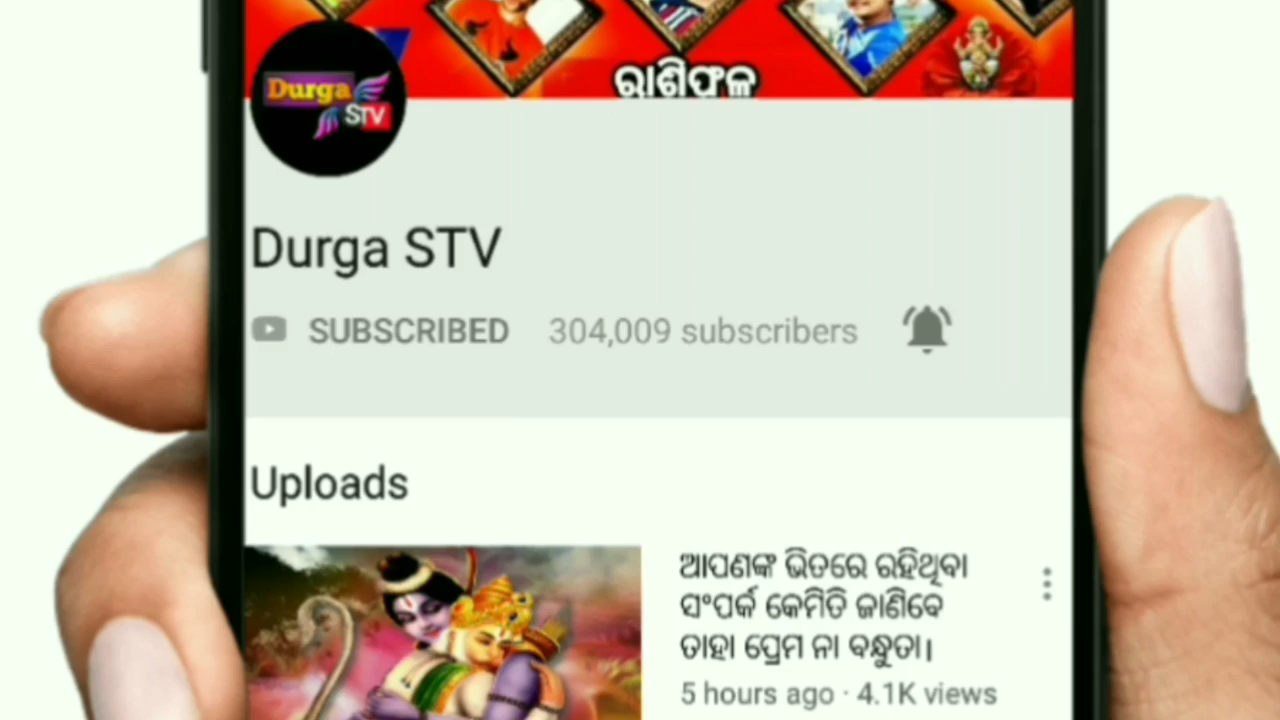 ରାଶିଫଳ
Durga
STV
Durga STV
SUBSCRIBED 304,009 subscribers
Uploads
ଆପଣଙ୍କ ଭିତରେ ରହିଥିବା
ସଂପର୍କ କେମିତି ଜାଣିବେ
ତାହା ପ୍ରେମ ନା ବନ୍ଧୁତା।
5 hours ago · 4.1K views